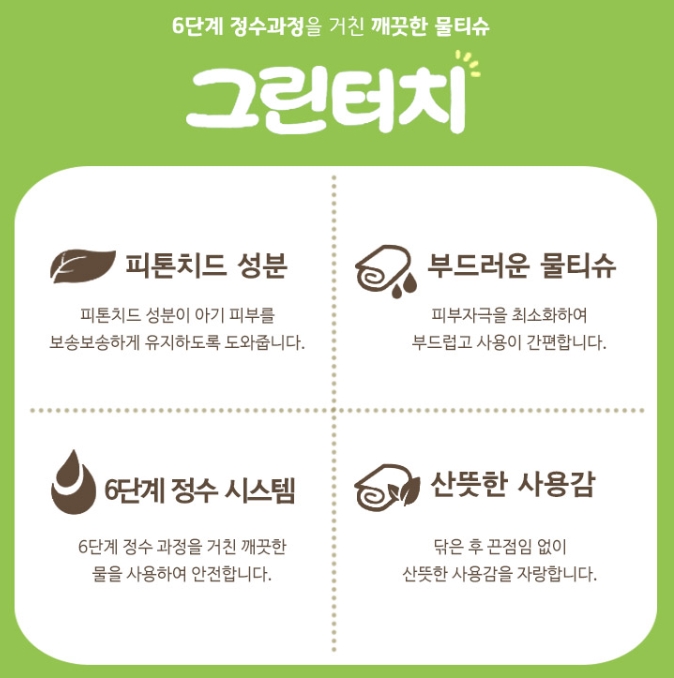 6단계 정수과정을 거친 깨끗한 물티슈
그린터치
피톤치드 성분
피톤치드 성분이 아기 피부를
보송보송하게 유지하도록 도와줍니다.
부드러운 물티슈
피부자극을 최소화하여
부드럽고 사용이 간편합니다.
6단계 정수 시스템
6단계 정수 과정을 거친 깨끗한
물을 사용하여 안전합니다.
산뜻한 사용감
닦은 후 끈점임 없이
산뜻한 사용감을 자랑합니다.